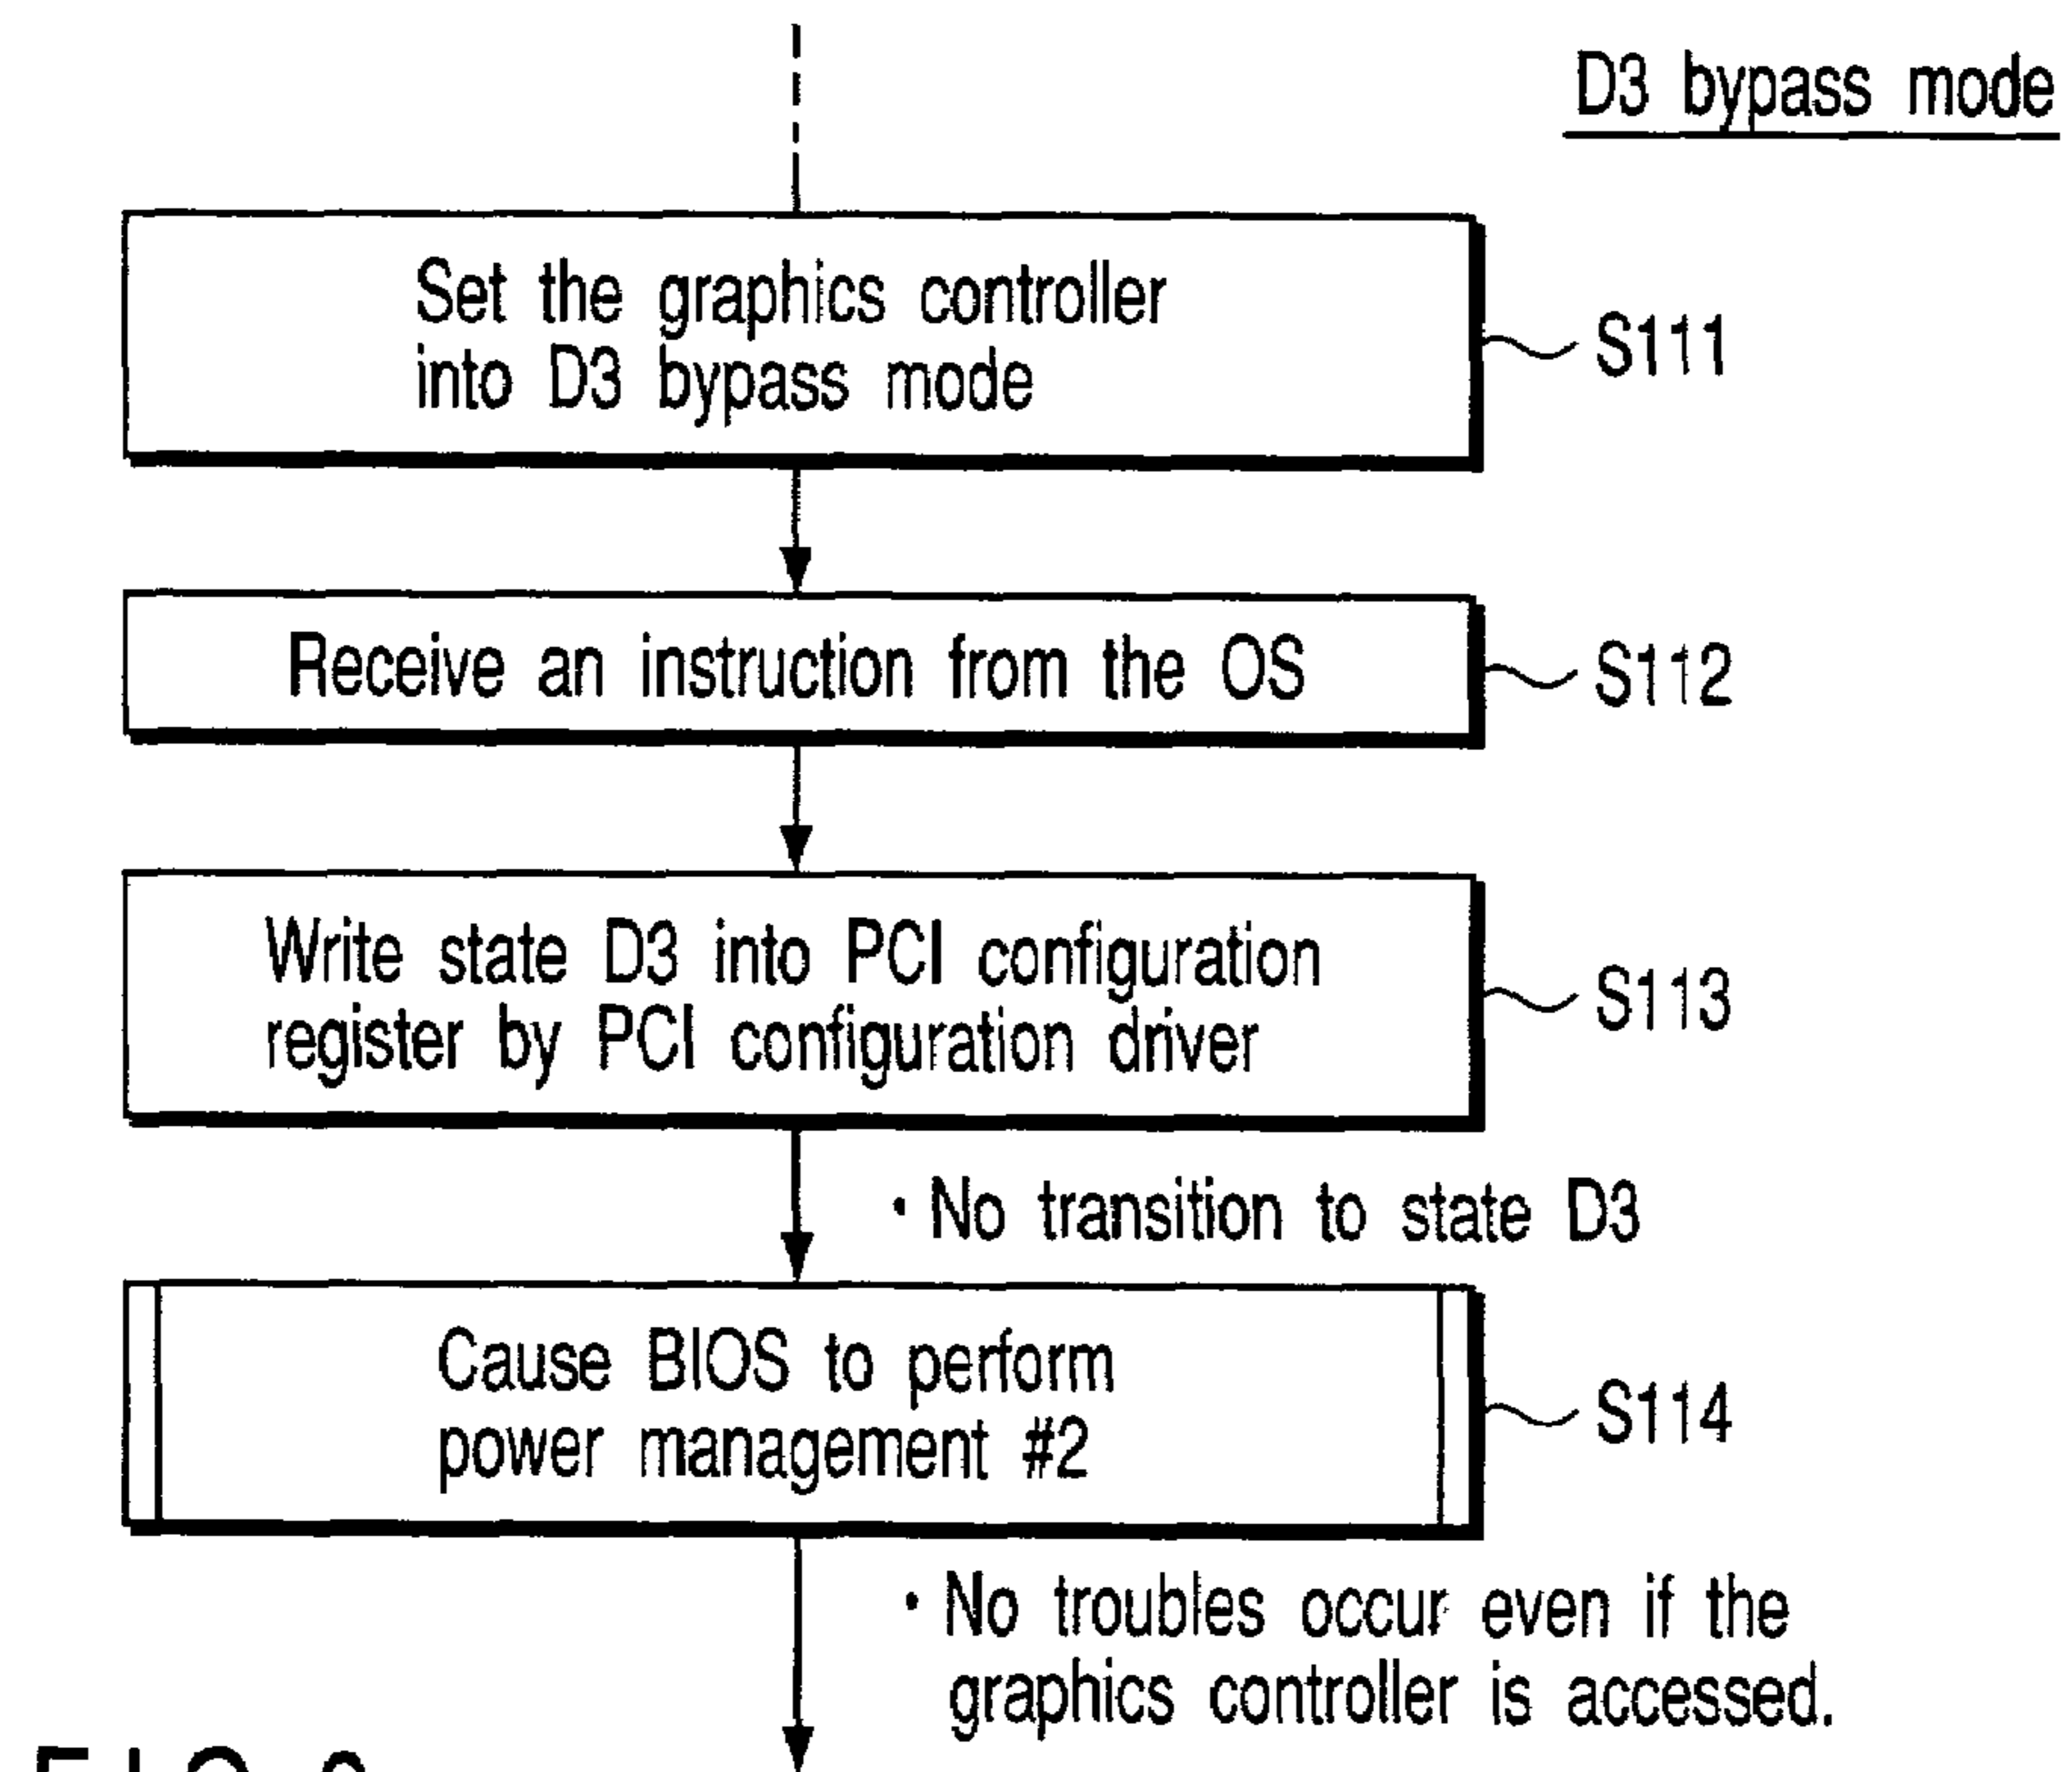 D3 bypass mode
Set the graphics controller
into D3 bypass mode
S111
Receive an instruction from the OS
S112
Write state D3 into PCI configuration
register by PCI configuration driver
S113
· No transition to state D3
Cause BIOS to perform
power management #2
S114
· No troubles occur even if the
graphics controller is accessed.